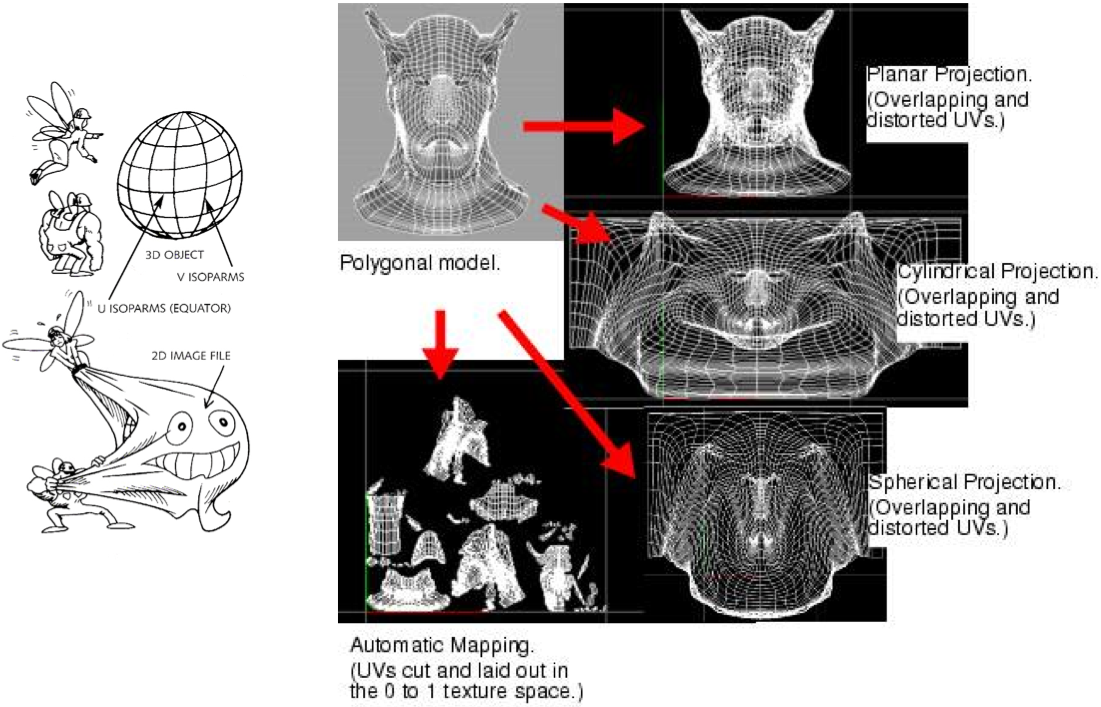 3D OBJECT
V ISOPARMS
U ISOPARMS (EQUATOR)
2D IMAGE FILE
Polygonal model.
Planar Projection.
(Overlapping and
distorted UVs.)
Cylindrical Projection.
(Overlapping and
distorted UVs.)
Spherical Projection.
(Overlapping and
distorted UVs.)
Automatic Mapping.
(UVs cut and laid out in
the 0 to 1 texture space.)